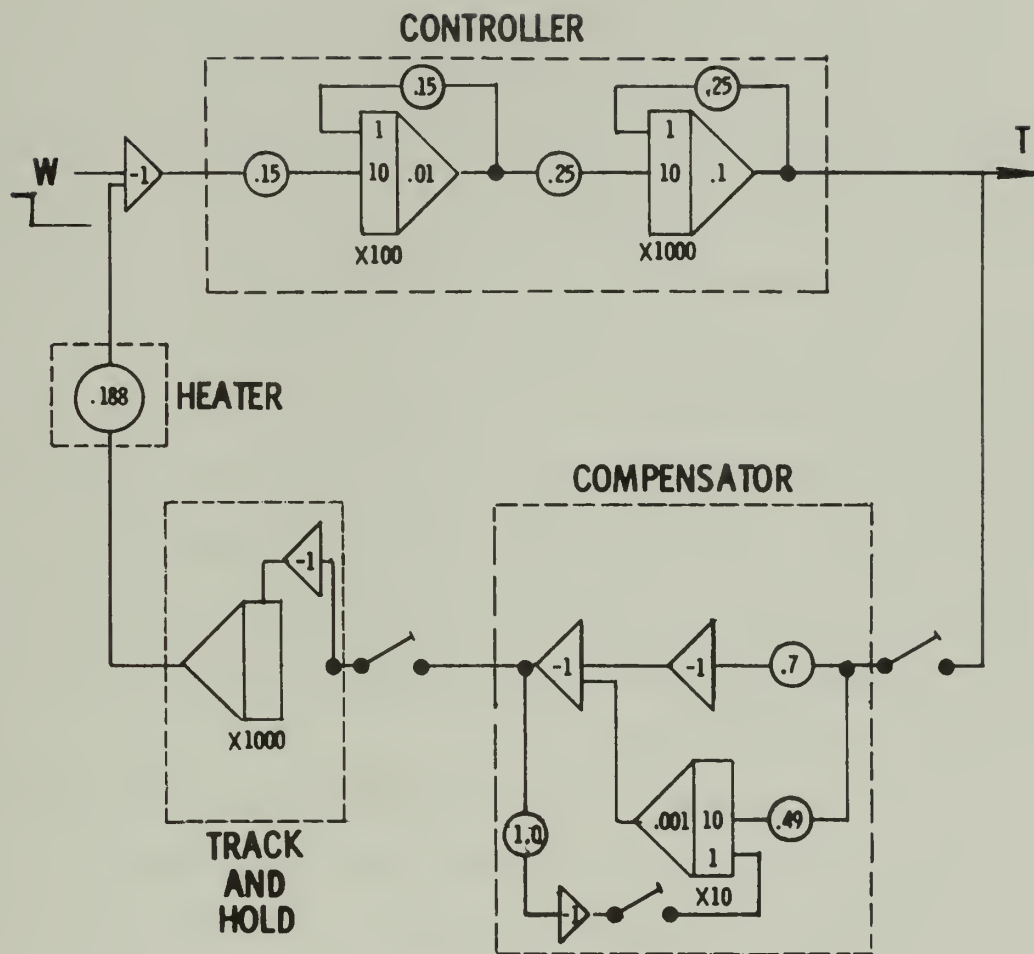 CONTROLLER
.15
.25
W
-1
.15
1
10
.01
X100
.25
1
10
.1
X1000
T
.188
HEATER
COMPENSATOR
-1
X1000
TRACK
AND
HOLD
-1
-1
.7
1.0
.001
10
1
.49
X10
-1